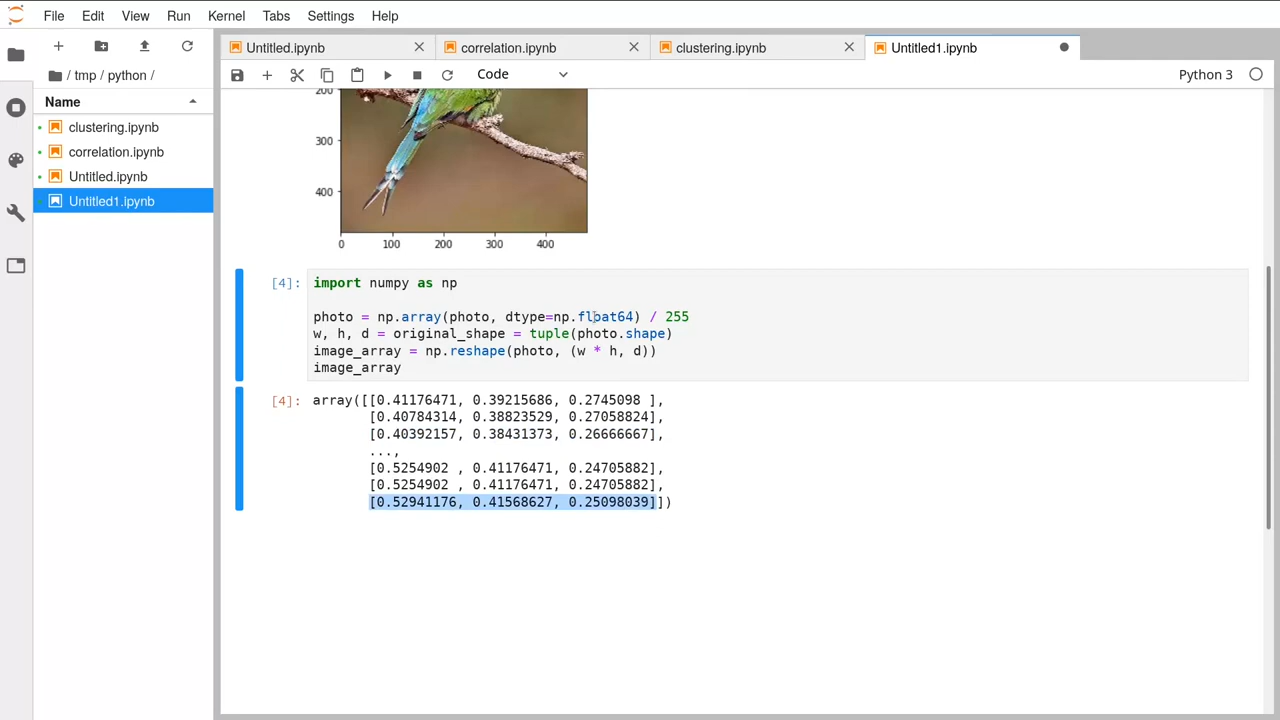 File Edit View Run Kernel Tabs Settings Help
Untitled.ipynb correlation.ipynb clustering.ipynb Untitled1.ipynb
Code Python 3
/ tmp / python /
Name
clustering.ipynb
correlation.ipynb
Untitled.ipynb
Untitled1.ipynb
200
300
400
0 100 200 300 400
[4]: import numpy as np
photo = np.array(photo, dtype=np.float64) / 255
w, h, d = original_shape = tuple(photo.shape)
image_array = np.reshape(photo, (w * h, d))
image_array
[4]: array([[0.41176471, 0.39215686, 0.2745098 ],
[0.40784314, 0.38823529, 0.27058824],
[0.40392157, 0.38431373, 0.26666667],
...,
[0.5254902 , 0.41176471, 0.24705882],
[0.5254902 , 0.41176471, 0.24705882],
[0.52941176, 0.41568627, 0.25098039]])